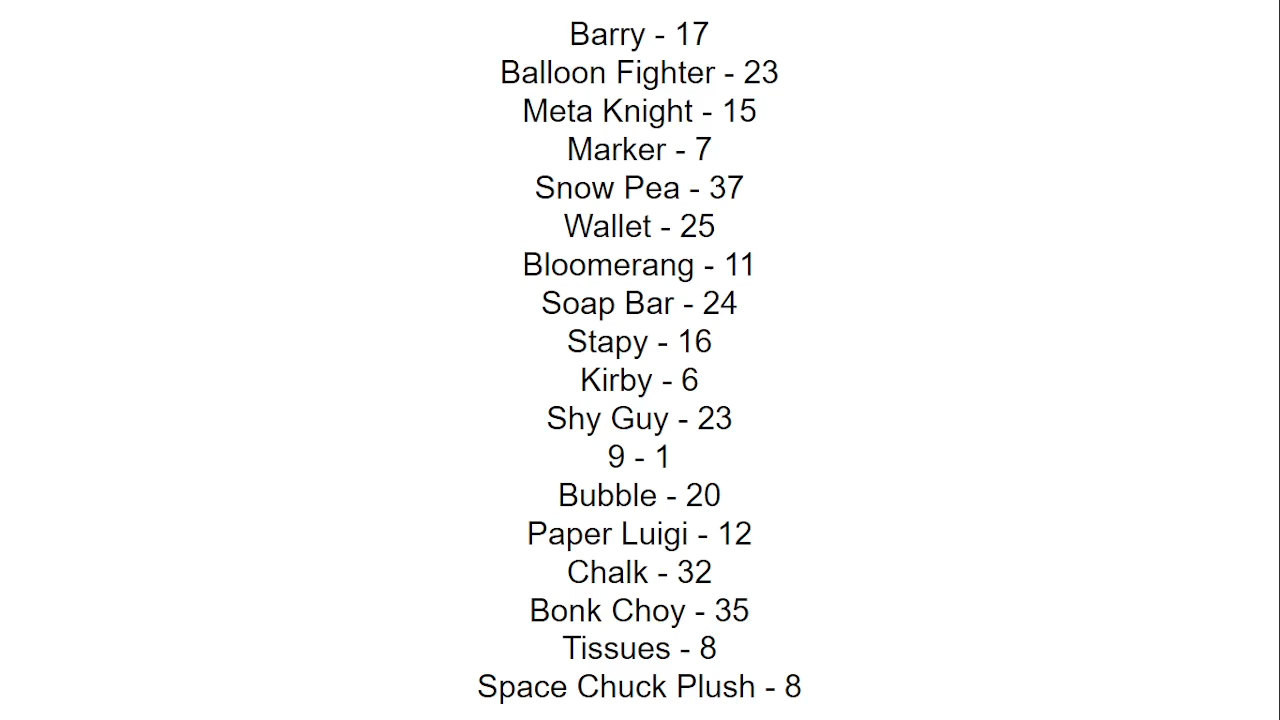 Barry - 17
Balloon Fighter - 23
Meta Knight - 15
Marker - 7
Snow Pea - 37
Wallet - 25
Bloomerang - 11
Soap Bar - 24
Stapy - 16
Kirby - 6
Shy Guy - 23
9 - 1
Bubble - 20
Paper Luigi - 12
Chalk - 32
Bonk Choy - 35
Tissues - 8
Space Chuck Plush - 8